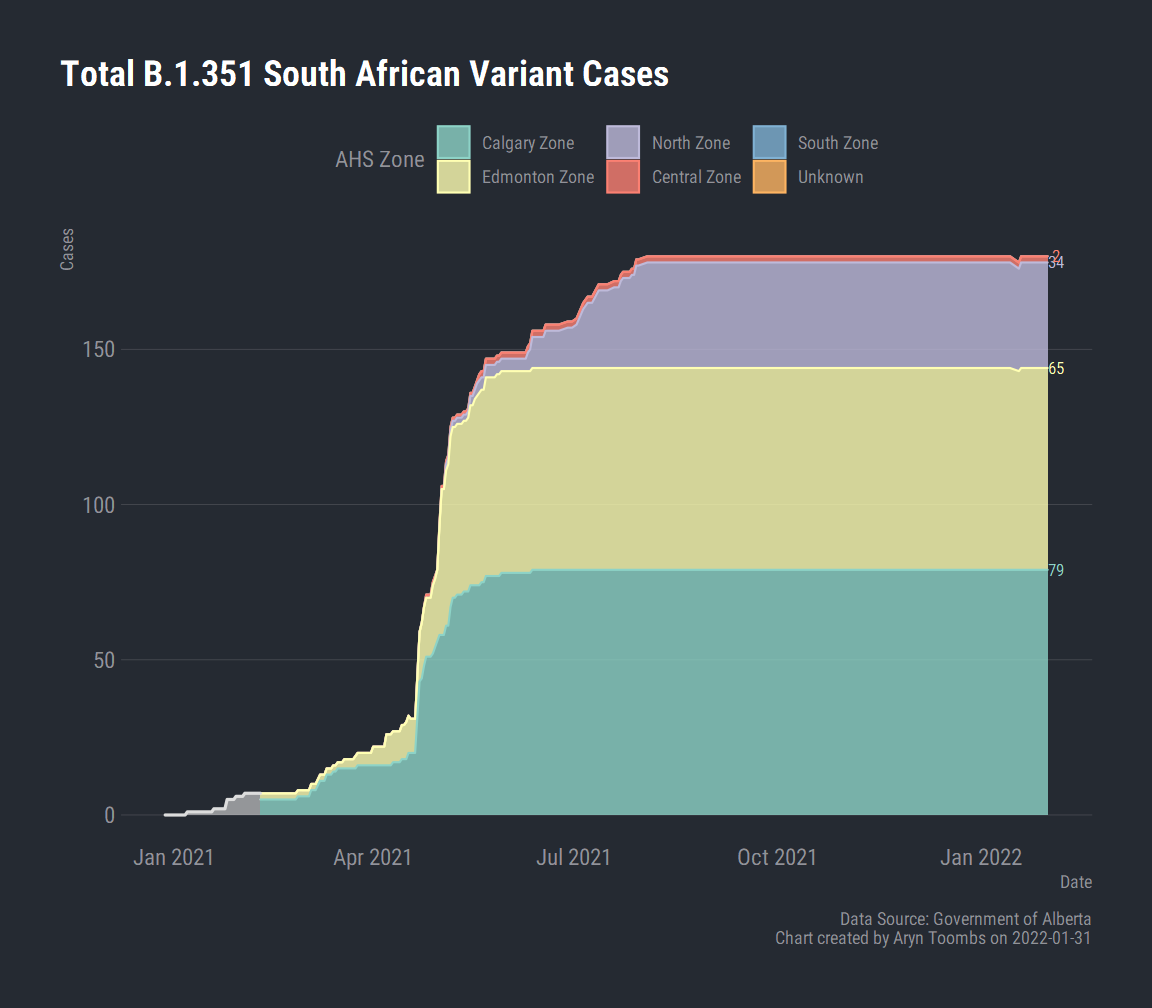 Total B.1.351 South African Variant Cases
AHS Zone
Calgary Zone
North Zone
South Zone
Edmonton Zone
Central Zone
Unknown
Cases
2
34
150
65
100
79
50
0
Jan 2021
Apr 2021
Jul 2021
Oct 2021
Jan 2022
Date
Data Source: Government of Alberta
Chart created by Aryn Toombs on 2022-01-31